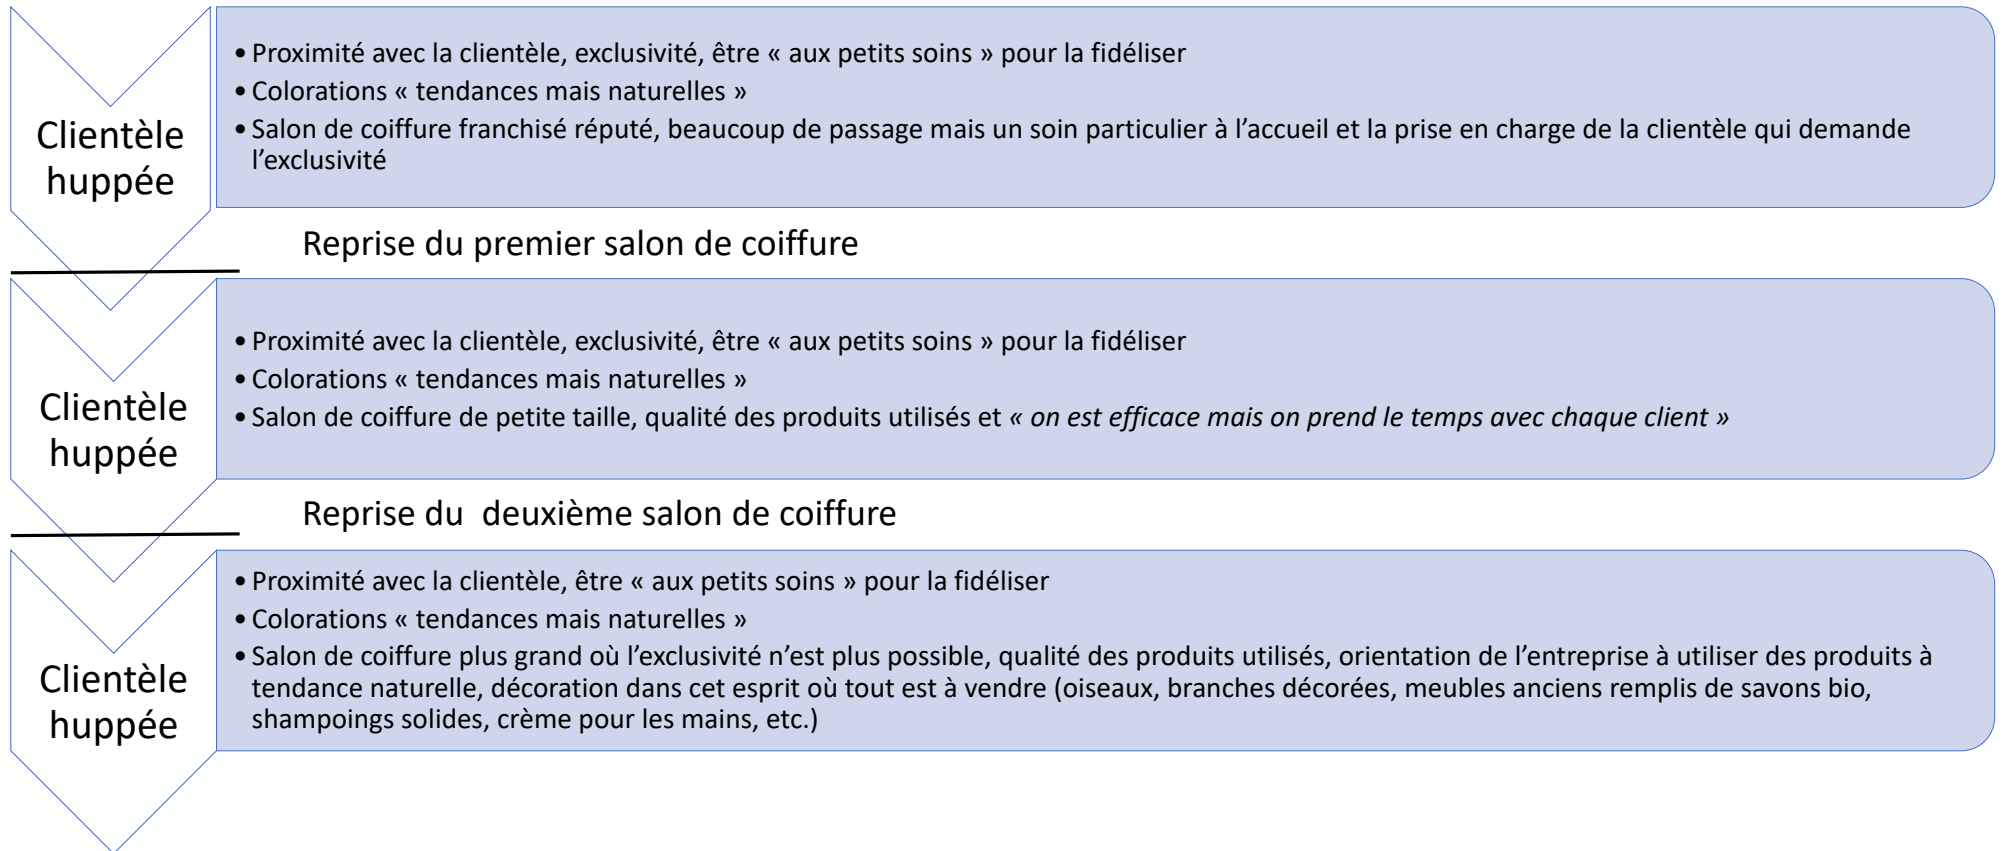 • Proximité avec la clientèle, exclusivité, être « aux petits soins » pour la fidéliser
• Colorations « tendances mais naturelles »
• Salon de coiffure franchisé réputé, beaucoup de passage mais un soin particulier à l’accueil et la prise en charge de la clientèle qui demande
l’exclusivité
Clientèle
huppée
Reprise du premier salon de coiffure
• Proximité avec la clientèle, exclusivité, être « aux petits soins » pour la fidéliser
• Colorations « tendances mais naturelles »
• Salon de coiffure de petite taille, qualité des produits utilisés et « on est efficace mais on prend le temps avec chaque client »
Clientèle
huppée
Reprise du deuxième salon de coiffure
• Proximité avec la clientèle, être « aux petits soins » pour la fidéliser
• Colorations « tendances mais naturelles »
• Salon de coiffure plus grand où l’exclusivité n’est plus possible, qualité des produits utilisés, orientation de l’entreprise à utiliser des produits à
tendance naturelle, décoration dans cet esprit où tout est à vendre (oiseaux, branches décorées, meubles anciens remplis de savons bio,
shampoings solides, crème pour les mains, etc.)
Clientèle
huppée